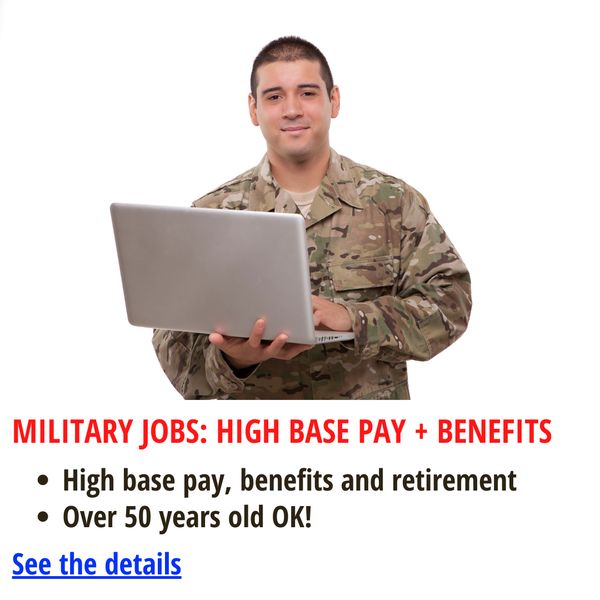 MILITARY JOBS: HIGH BASE PAY + BENEFITS
• High base pay, benefits and retirement
• Over 50 years old OK!
See the details